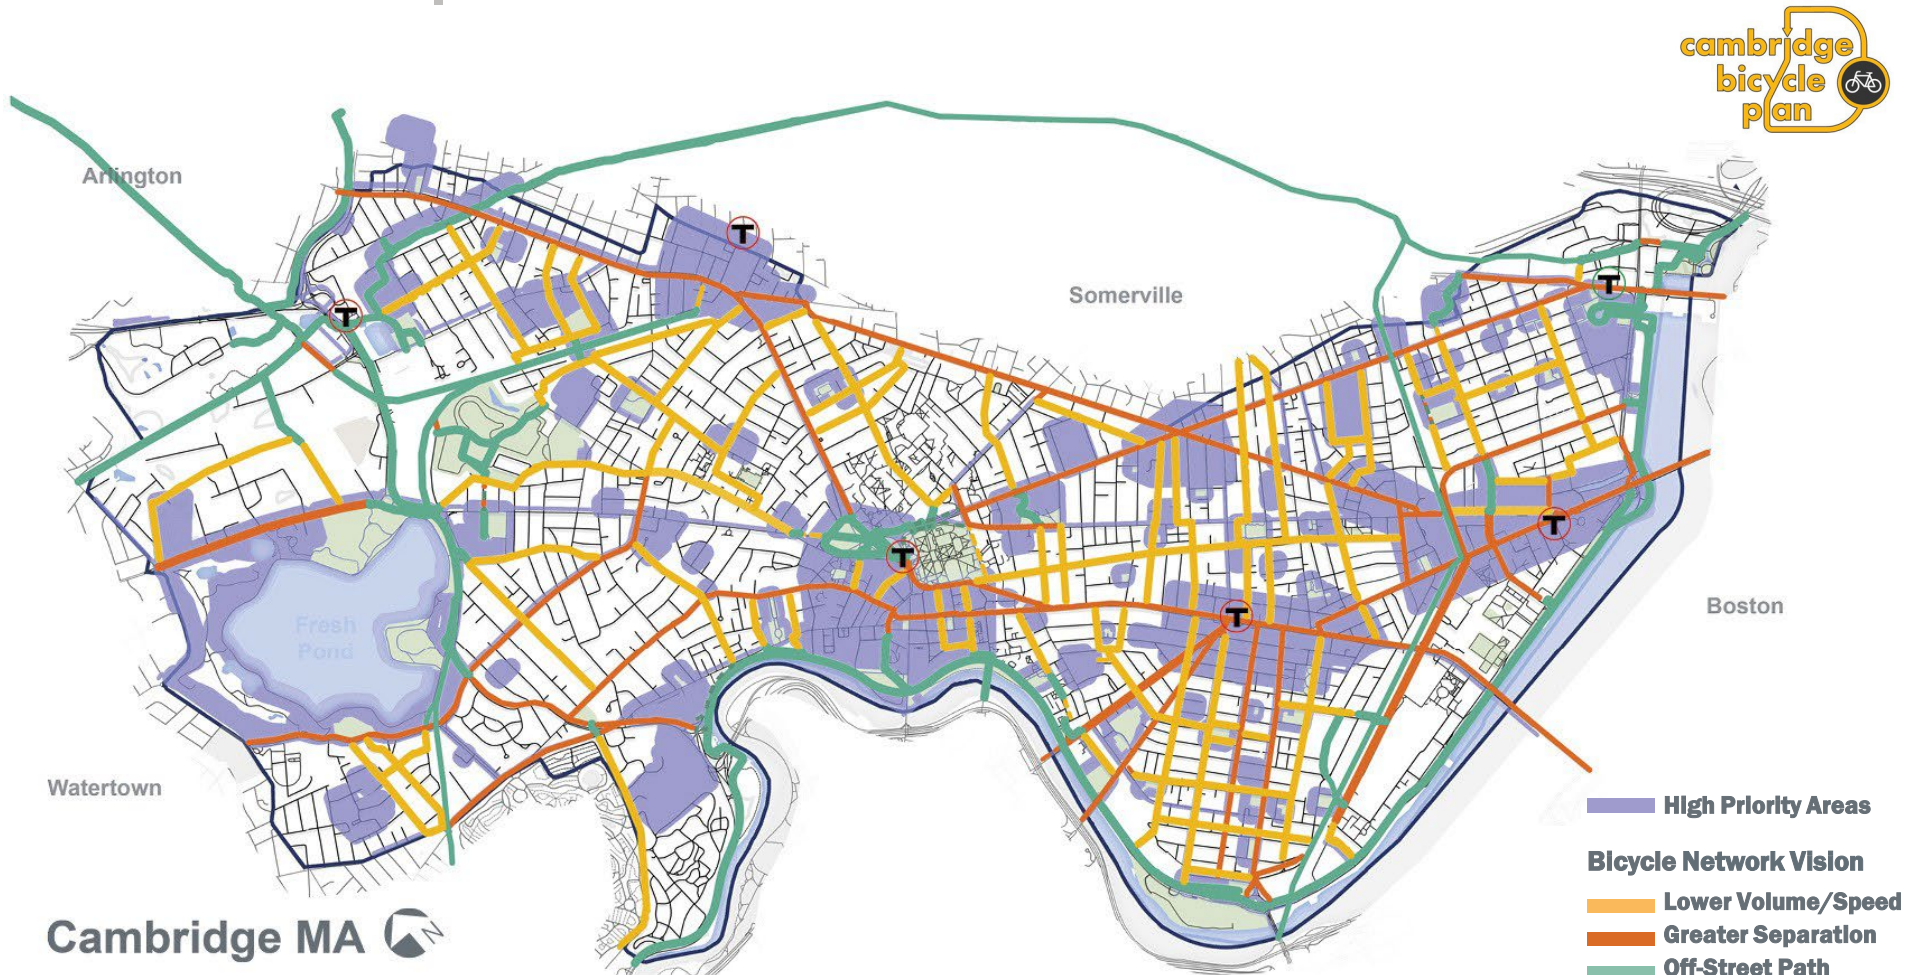 cambridge
bicycle
plan
Arlington
Somerville
T
T
T
T
T
T
Fresh
Pond
Boston
Watertown
High Priority Areas
Bicycle Network Vision
Lower Volume/Speed
Greater Separation
Off-Street Path
Cambridge MA
N